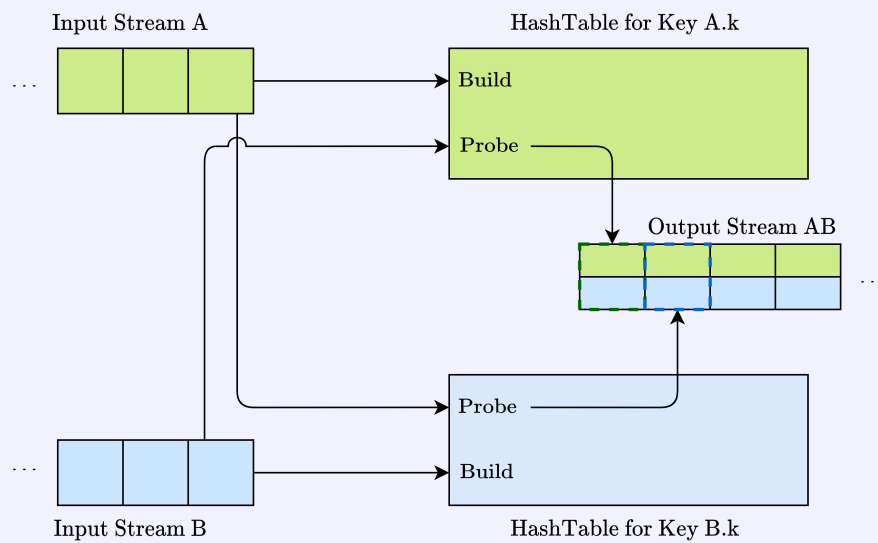 Input Stream A
HashTable for Key A.k
...
Build
Probe
Output Stream AB
...
Probe
...
Build
Input Stream B
HashTable for Key B.k